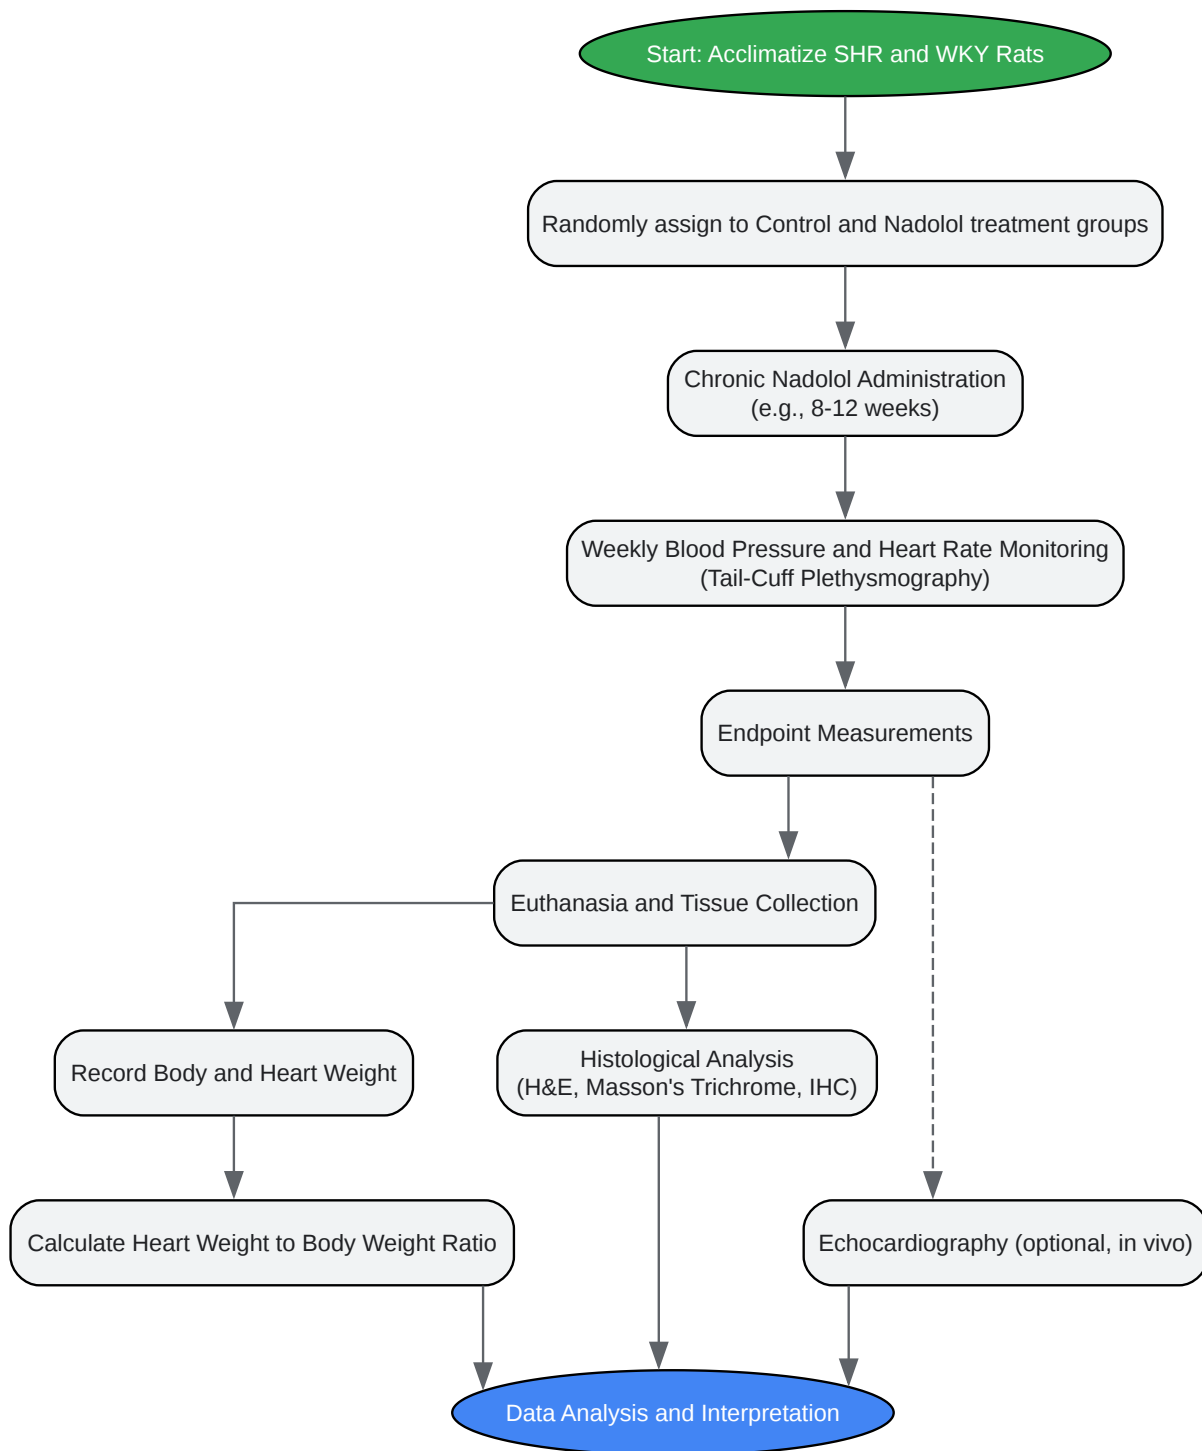 Start: Acclimatize SHR and WKY Rats
Randomly assign to Control and Nadolol treatment groups
Chronic Nadolol Administration
(e.g., 8-12 weeks)
Weekly Blood Pressure and Heart Rate Monitoring
(Tail-Cuff Plethysmography)
Endpoint Measurements
Euthanasia and Tissue Collection
Record Body and Heart Weight
Histological Analysis
(H&E, Masson's Trichrome, IHC)
Calculate Heart Weight to Body Weight Ratio
Echocardiography (optional, in vivo)
Data Analysis and Interpretation